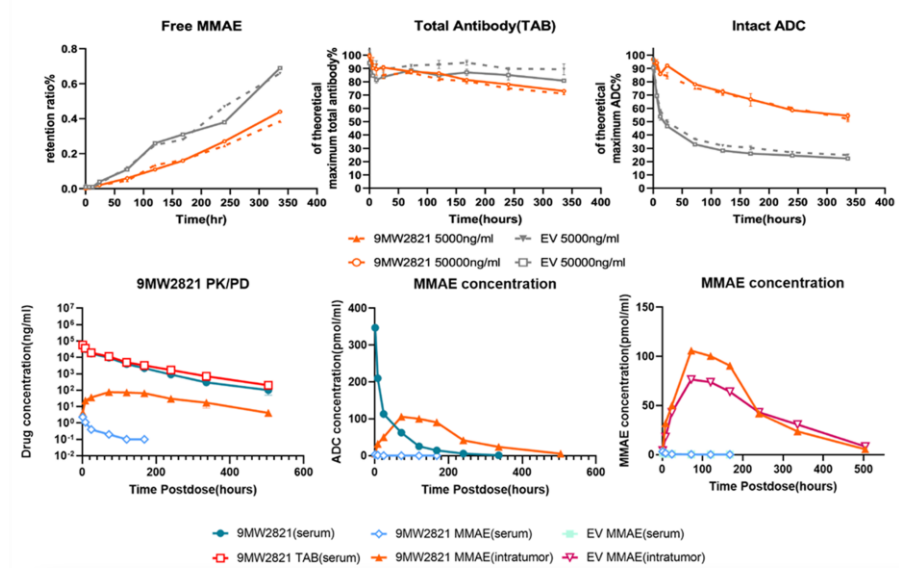 Free MMAE
Total Antibody(TAB)
Intact ADC
retention ratio%
0.8
0.6
0.4
0.2
0.0
0 50 100 150 200 250 300 350 400
Time(hr)
of theoretical
maximum total antibody%
100
90
80
70
60
50
40
30
20
10
0
0 50 100 150 200 250 300 350 400
Time(hours)
of theoretical
maximum ADC%
100
90
80
70
60
50
40
30
20
10
0
0 50 100 150 200 250 300 350 400
Time(hours)
9MW2821 5000ng/ml
EV 5000ng/ml
9MW2821 50000ng/ml
EV 50000ng/ml
9MW2821 PK/PD
MMAE concentration
MMAE concentration
Drug concentration(ng/ml)
10⁷
10⁶
10⁵
10⁴
10³
10²
10¹
10⁰
10⁻¹
10⁻²
0 200 400 600
Time Postdose(hours)
ADC concentration(pmol/ml)
400
300
200
100
0
0 200 400 600
Time Postdose(hours)
MMAE concentration(pmol/ml)
150
100
50
0
0 100 200 300 400 500
Time Postdose(hours)
9MW2821(serum)
9MW2821 MMAE(serum)
EV MMAE(serum)
9MW2821 TAB(serum)
9MW2821 MMAE(intratumor)
EV MMAE(intratumor)